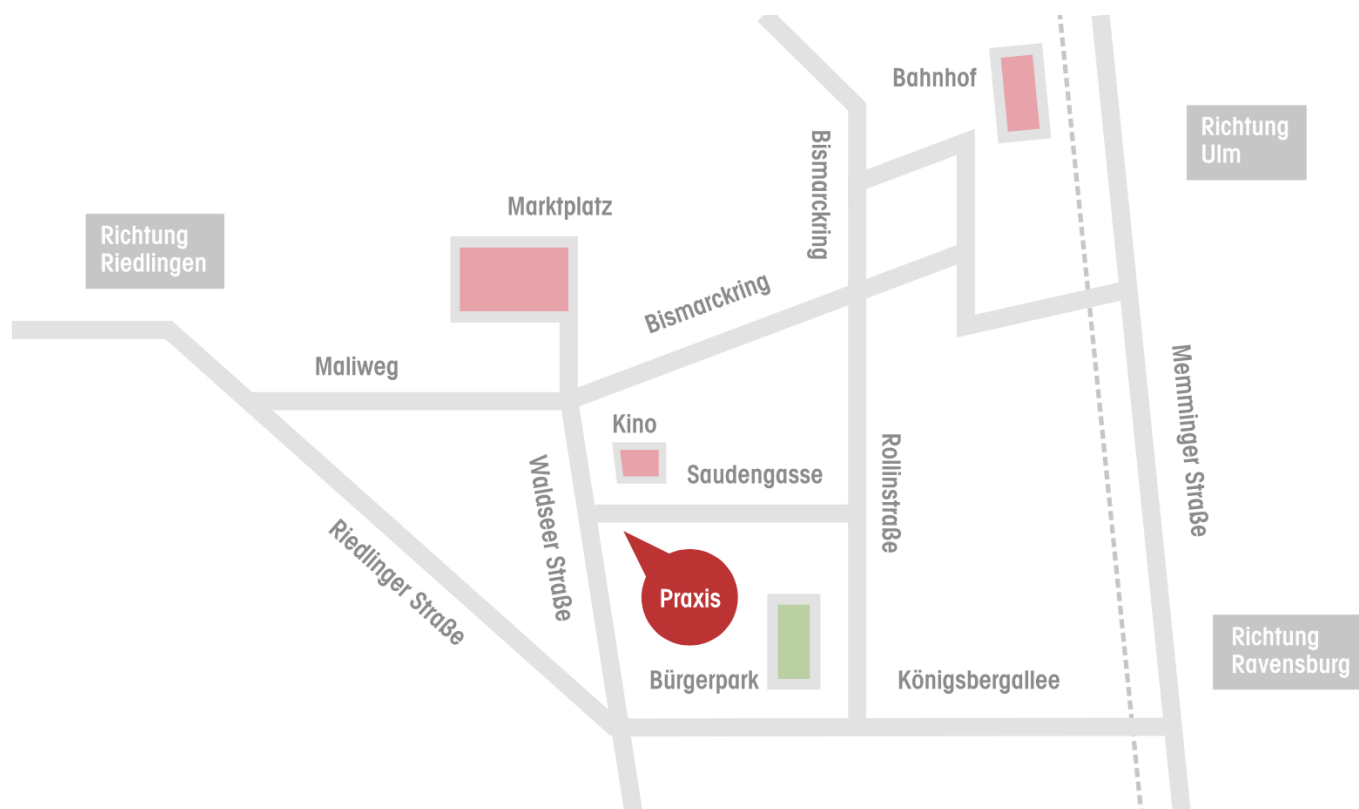 Bahnhof
Richtung
Ulm
Bismarckring
Marktplatz
Richtung
Riedlingen
Bismarckring
Maliweg
Memminger Straße
Kino
Saudengasse
Rollinstraße
Waldseer Straße
Riedlinger Straße
Praxis
Richtung
Ravensburg
Bürgerpark
Königsbergallee